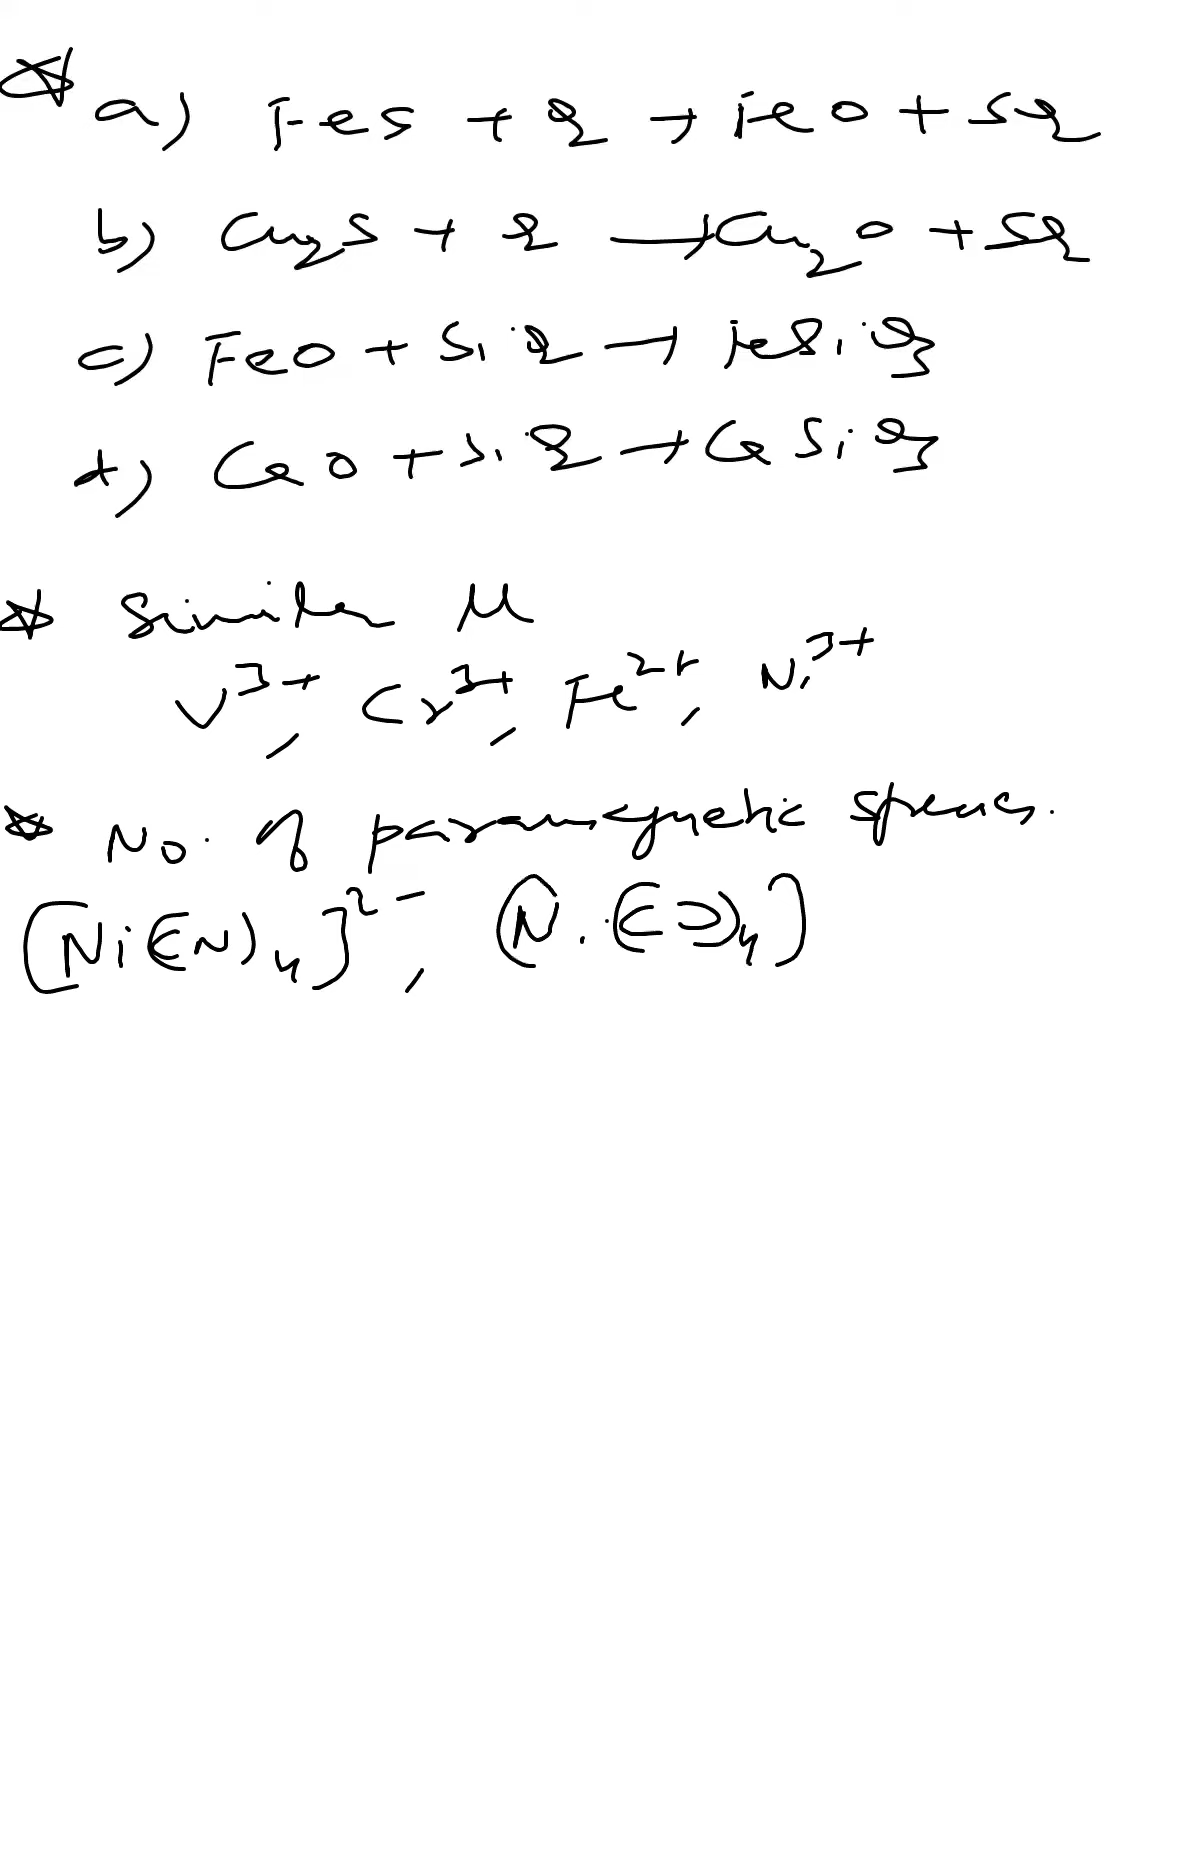 a) FeS + O2 → FeO + SO2
b) Cu2S + O2 → Cu2O + SO2
c) FeO + SiO2 → FeSiO3
d) CaO + SiO2 → CaSiO3
Similar μ
V3+, Cr3+, Fe2+, Ni3+
No. of paramagnetic species.
[Ni(CN)4]2-, [Ni(CO)4]